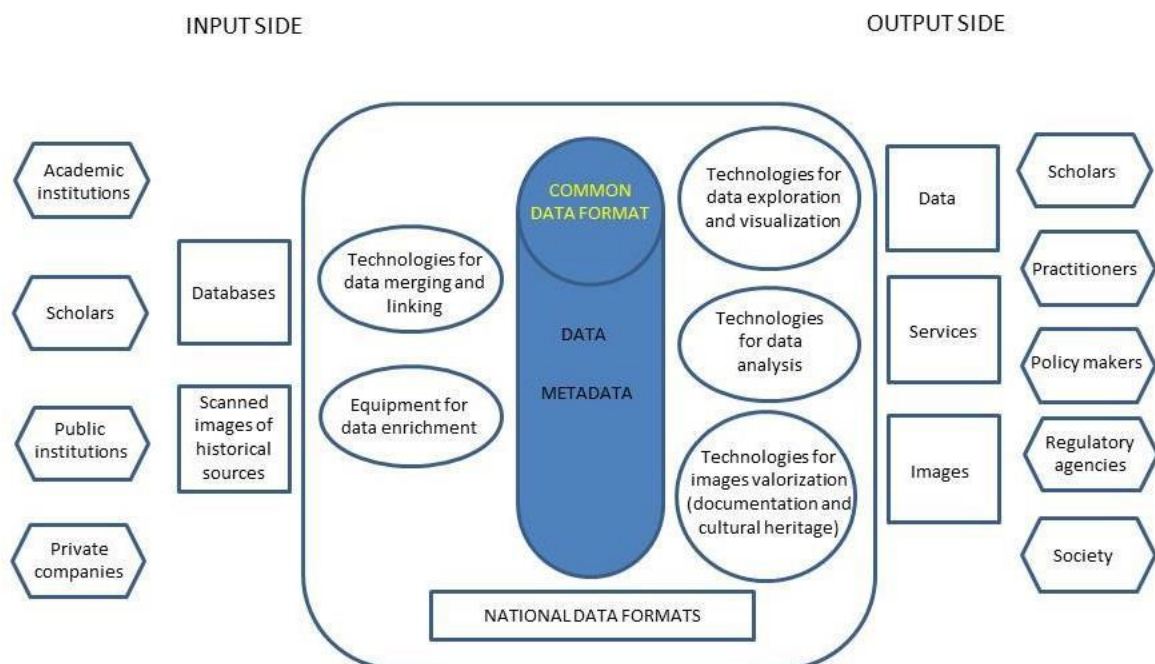 INPUT SIDE
OUTPUT SIDE
Academic
institutions
Scholars
Public
institutions
Private
companies
Databases
Scanned
images of
historical
sources
Technologies for
data merging and
linking
Equipment for
data enrichment
COMMON
DATA FORMAT
DATA
METADATA
NATIONAL DATA FORMATS
Technologies for
data exploration
and visualization
Technologies
for data
analysis
Technologies for
images valorization
(documentation and
cultural heritage)
Data
Services
Images
Scholars
Practitioners
Policy makers
Regulatory
agencies
Society